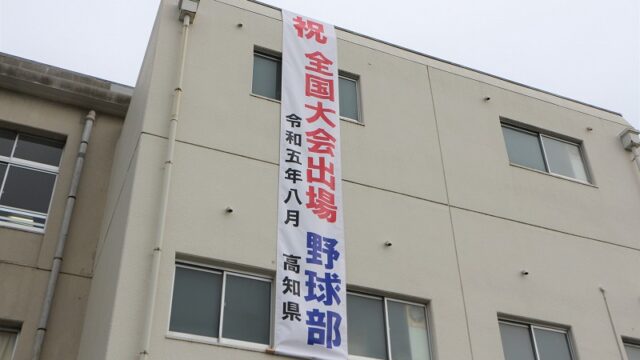 祝 全国大会出場 野球部
令和五年八月 高知県